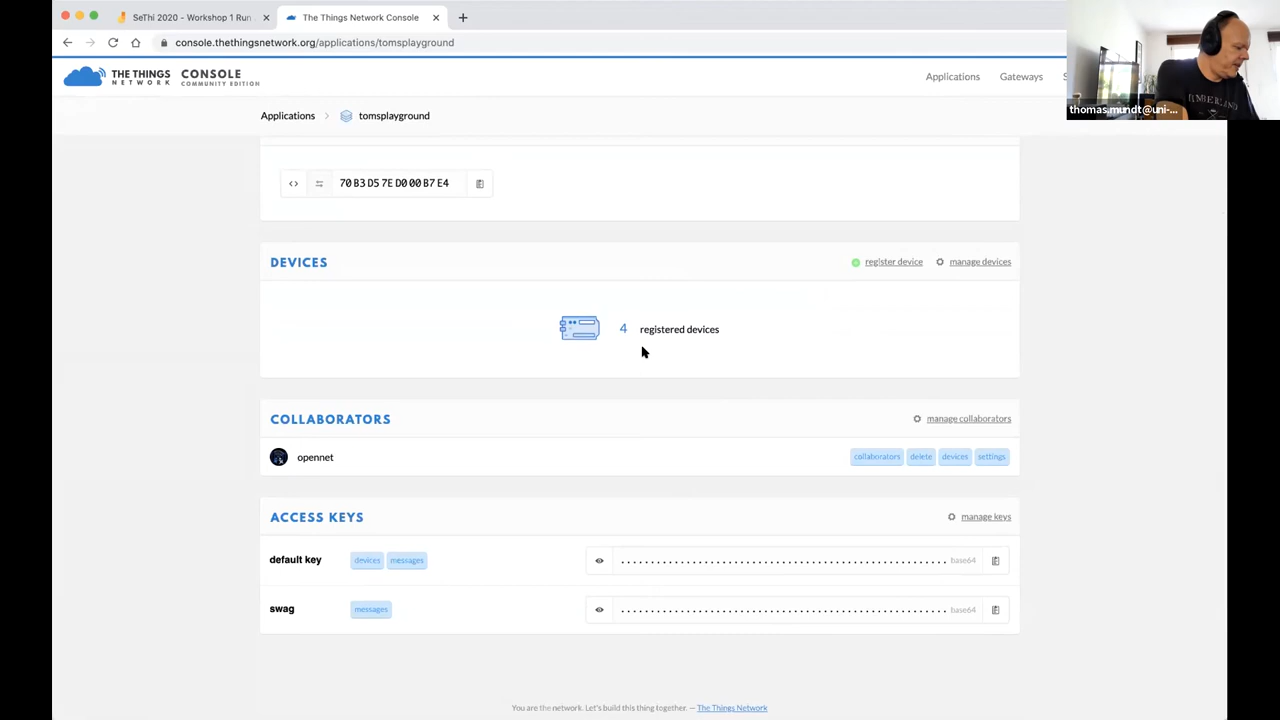 SeThi 2020 - Workshop 1 Run
The Things Network Console
console.thethingsnetwork.org/applications/tomsplayground
THE THINGS NETWORK
CONSOLE
COMMUNITY EDITION
Applications
Gateways
thomas.mundt@uni-...
Applications > tomsplayground
70 B3 D5 7E D0 00 B7 E4
DEVICES
register device
manage devices
4 registered devices
COLLABORATORS
manage collaborators
opennet
collaborators delete devices settings
ACCESS KEYS
manage keys
default key
devices messages
base64
swag
messages
base64
You are the network. Let's build this thing together. — The Things Network